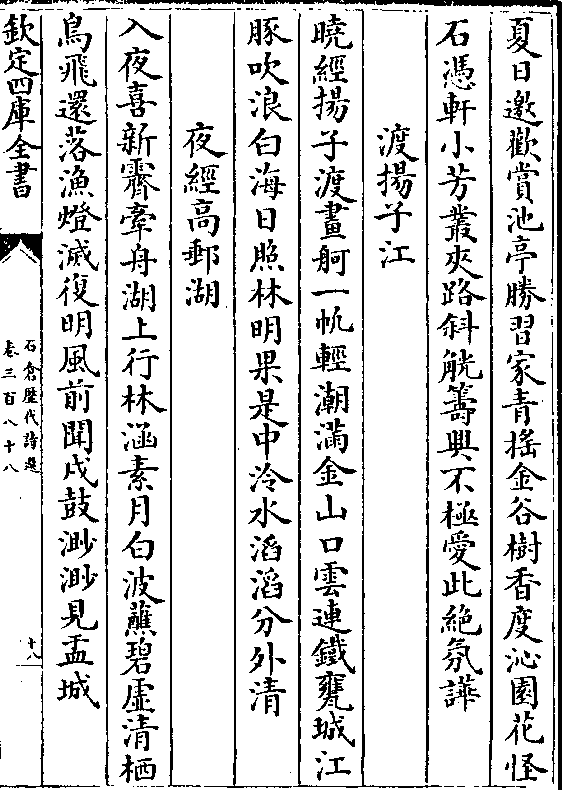 夏日邀歡賞池亭勝習家青搖金谷樹香度沁園花怪
石憑軒小芳叢夾路斜觥籌興不極愛此絶氛譁
渡揚子江
曉經揚子渡畫舸一帆輕潮滿金山口雲連鐵甕城江
豚吹浪白海日照林明果是中泠水滔滔分外清
夜經高郵湖
入夜喜新霽牽舟湖上行林涵素月白波蘸碧虛清栖
鳥飛還落漁燈滅復明風前聞戍鼓渺渺見盂城
欽定四庫全書
石倉歷代詩選
卷三百八十八
十八